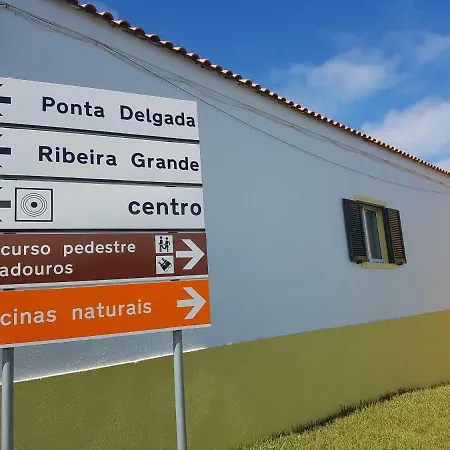 Ponta Delgada
Ribeira Grande
centro
curso pedestre
adouros
cinas naturais